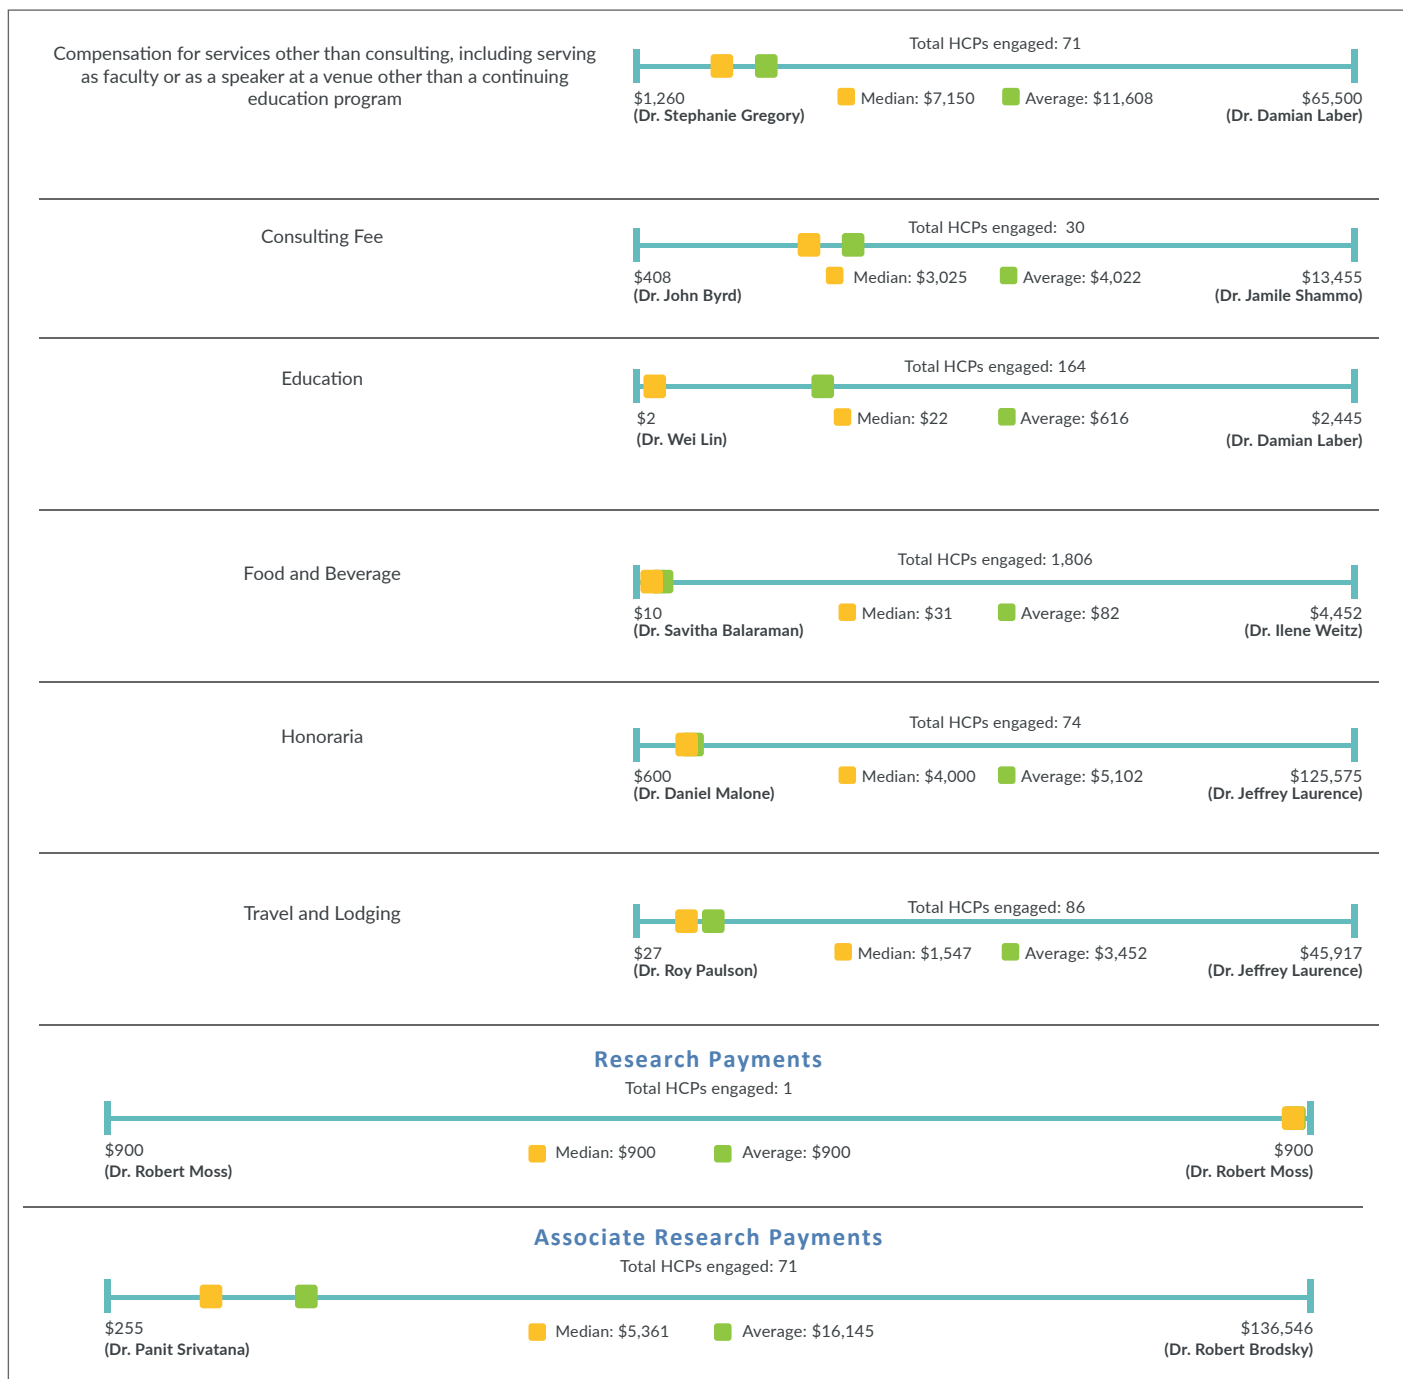 Compensation for services other than consulting, including serving
as faculty or as a speaker at a venue other than a continuing
education program
Total HCPs engaged: 71
$1,260
(Dr. Stephanie Gregory)
Median: $7,150
Average: $11,608
$65,500
(Dr. Damian Laber)
Consulting Fee
Total HCPs engaged: 30
$408
(Dr. John Byrd)
Median: $3,025
Average: $4,022
$13,455
(Dr. Jamile Shammo)
Education
Total HCPs engaged: 164
$2
(Dr. Wei Lin)
Median: $22
Average: $616
$2,445
(Dr. Damian Laber)
Food and Beverage
Total HCPs engaged: 1,806
$10
(Dr. Savitha Balaraman)
Median: $31
Average: $82
$4,452
(Dr. Ilene Weitz)
Honoraria
Total HCPs engaged: 74
$600
(Dr. Daniel Malone)
Median: $4,000
Average: $5,102
$125,575
(Dr. Jeffrey Laurence)
Travel and Lodging
Total HCPs engaged: 86
$27
(Dr. Roy Paulson)
Median: $1,547
Average: $3,452
$45,917
(Dr. Jeffrey Laurence)
Research Payments
Total HCPs engaged: 1
$900
(Dr. Robert Moss)
Median: $900
Average: $900
$900
(Dr. Robert Moss)
Associate Research Payments
Total HCPs engaged: 71
$255
(Dr. Panit Srivatana)
Median: $5,361
Average: $16,145
$136,546
(Dr. Robert Brodsky)